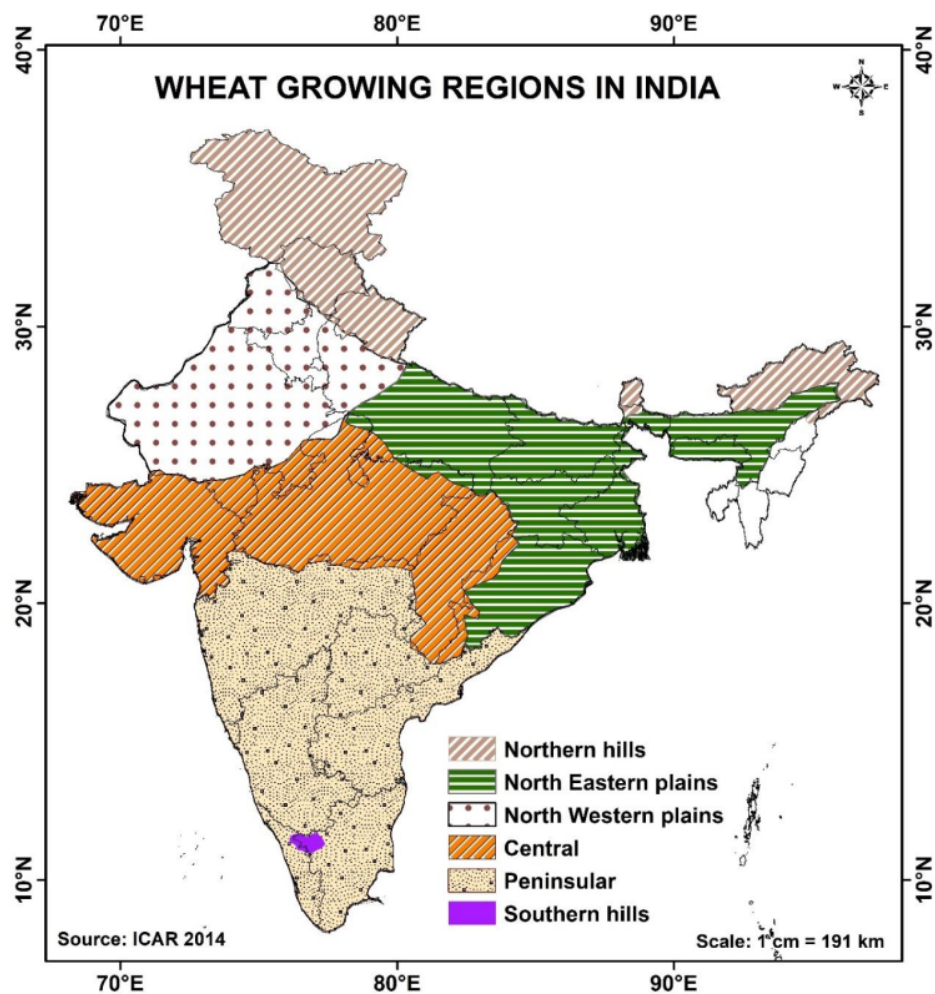 70°E 80°E 90°E
40°N 40°N
WHEAT GROWING REGIONS IN INDIA
N
W E
S
30°N 30°N
20°N 20°N
Northern hills
North Eastern plains
North Western plains
Central
Peninsular
Southern hills
10°N 10°N
Source: ICAR 2014
Scale: 1 cm = 191 km
70°E 80°E 90°E